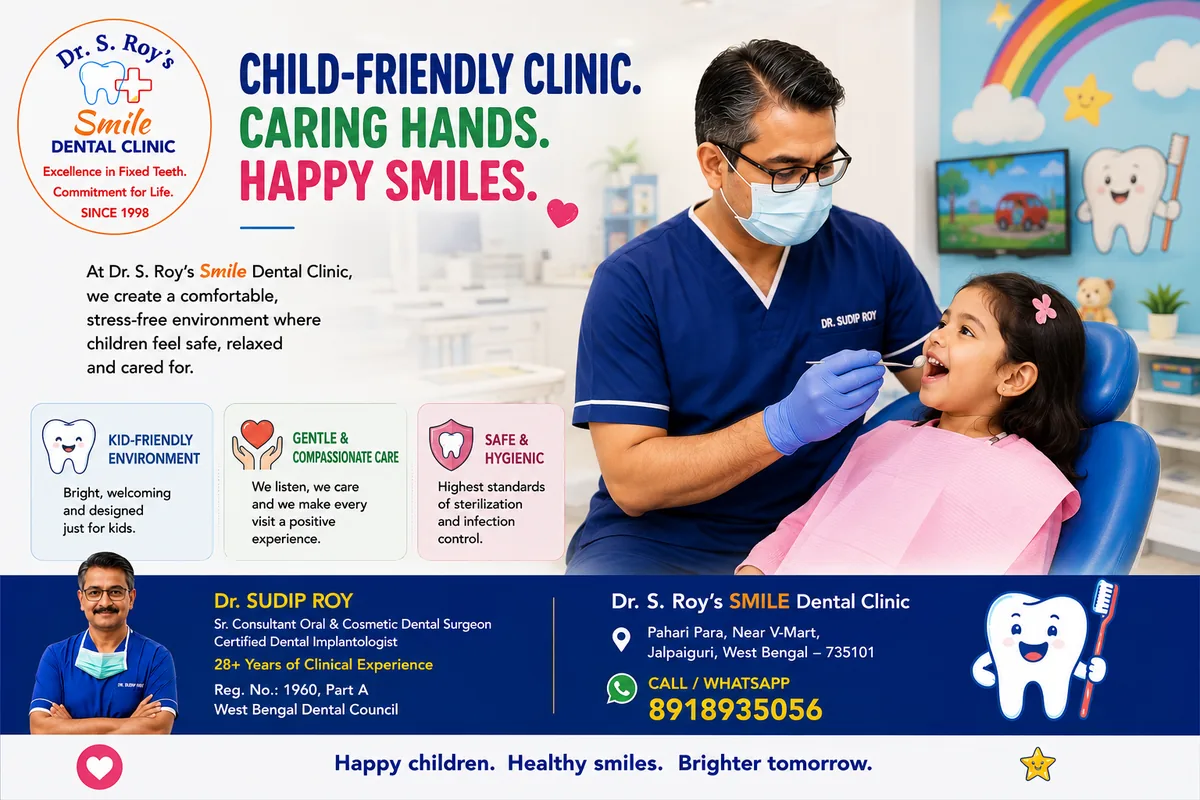 Dr. S. Roy's
Smile
DENTAL CLINIC
Excellence in Fixed Teeth.
Commitment for Life.
SINCE 1998
CHILD-FRIENDLY CLINIC.
CARING HANDS.
HAPPY SMILES.
At Dr. S. Roy's Smile Dental Clinic,
we create a comfortable,
stress-free environment where
children feel safe, relaxed
and cared for.
KID-FRIENDLY
ENVIRONMENT
Bright, welcoming
and designed
just for kids.
GENTLE &
COMPASSIONATE CARE
We listen, we care
and we make every
visit a positive
experience.
SAFE &
HYGIENIC
Highest standards
of sterilization
and infection
control.
DR. SUDIP ROY
Dr. SUDIP ROY
Sr. Consultant Oral & Cosmetic Dental Surgeon
Certified Dental Implantologist
28+ Years of Clinical Experience
Reg. No.: 1960, Part A
West Bengal Dental Council
Dr. S. Roy's SMILE Dental Clinic
Pahari Para, Near V-Mart,
Jalpaiguri, West Bengal – 735101
CALL / WHATSAPP
8918935056
Happy children. Healthy smiles. Brighter tomorrow.